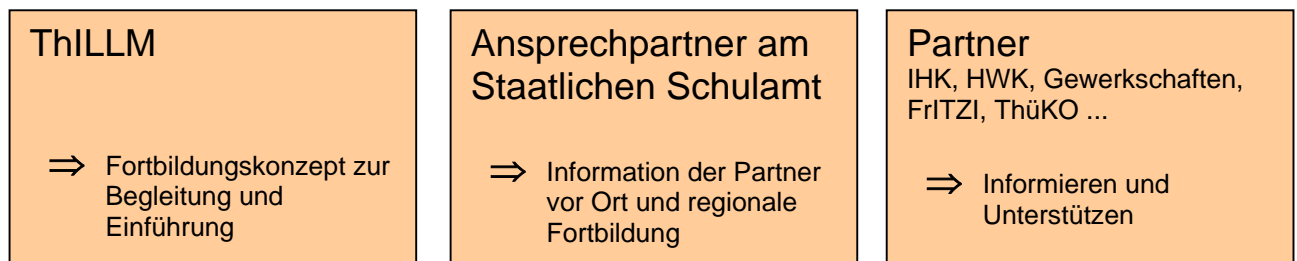 ThILLM
⇒ Fortbildungskonzept zur
Begleitung und
Einführung
Ansprechpartner am
Staatlichen Schulamt
⇒ Information der Partner
vor Ort und regionale
Fortbildung
Partner
IHK, HWK, Gewerkschaften,
FrITZI, ThüKO ...
⇒ Informieren und
Unterstützen